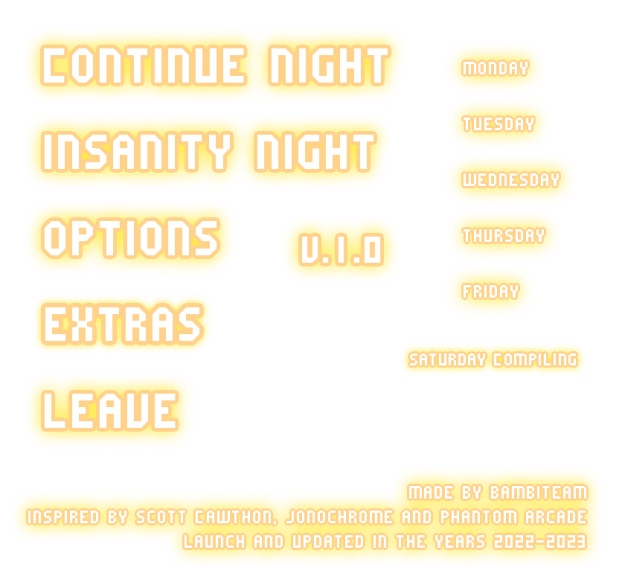 CONTINUE NIGHT
INSANITY NIGHT
OPTIONS
EXTRAS
LEAVE
V.1.0
MONDAY
TUESDAY
WEDNESDAY
THURSDAY
FRIDAY
SATURDAY COMPILING
MADE BY BAMBITEAM
INSPIRED BY SCOTT CAWTHON, JONOCHROME AND PHANTOM ARCADE
LAUNCH AND UPDATED IN THE YEARS 2022-2023